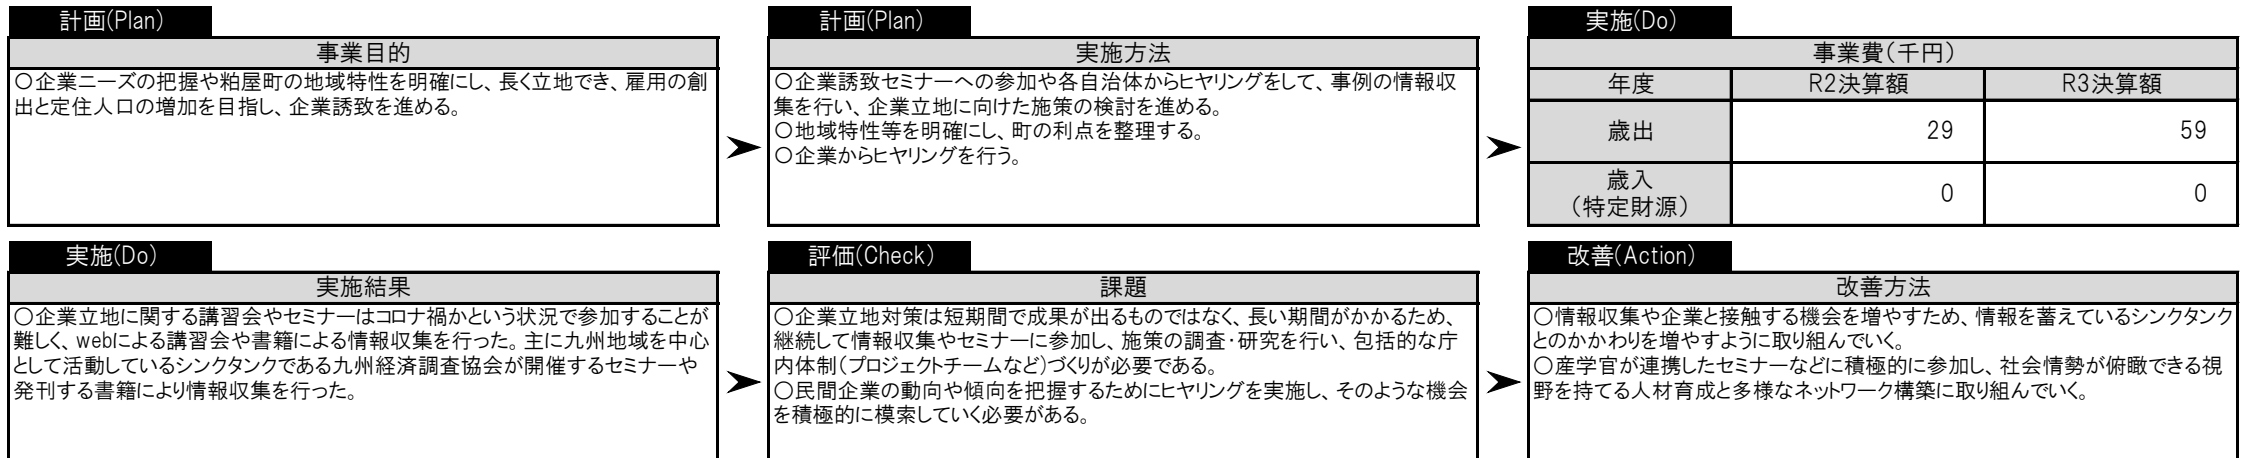 計画(Plan)
事業目的
○企業ニーズの把握や粕屋町の地域特性を明確にし、長く立地でき、雇用の創
出と定住人口の増加を目指し、企業誘致を進める。
計画(Plan)
実施方法
○企業誘致セミナーへの参加や各自治体からヒヤリングをして、事例の情報収
集を行い、企業立地に向けた施策の検討を進める。
○地域特性等を明確にし、町の利点を整理する。
○企業からヒヤリングを行う。
実施(Do)
事業費(千円)
年度 R2決算額 R3決算額
歳出 29 59
歳入
(特定財源) 0 0
実施(Do)
実施結果
○企業立地に関する講習会やセミナーはコロナ禍かという状況で参加することが
難しく、webによる講習会や書籍による情報収集を行った。主に九州地域を中心
として活動しているシンクタンクである九州経済調査協会が開催するセミナーや
発刊する書籍により情報収集を行った。
評価(Check)
課題
○企業立地対策は短期間で成果が出るものではなく、長い期間がかかるため、
継続して情報収集やセミナーに参加し、施策の調査・研究を行い、包括的な庁
内体制(プロジェクトチームなど)づくりが必要である。
○民間企業の動向や傾向を把握するためにヒヤリングを実施し、そのような機会
を積極的に模索していく必要がある。
改善(Action)
改善方法
○情報収集や企業と接触する機会を増やすため、情報を蓄えているシンクタンク
とのかかわりを増やすように取り組んでいく。
○産学官が連携したセミナーなどに積極的に参加し、社会情勢が俯瞰できる視
野を持てる人材育成と多様なネットワーク構築に取り組んでいく。